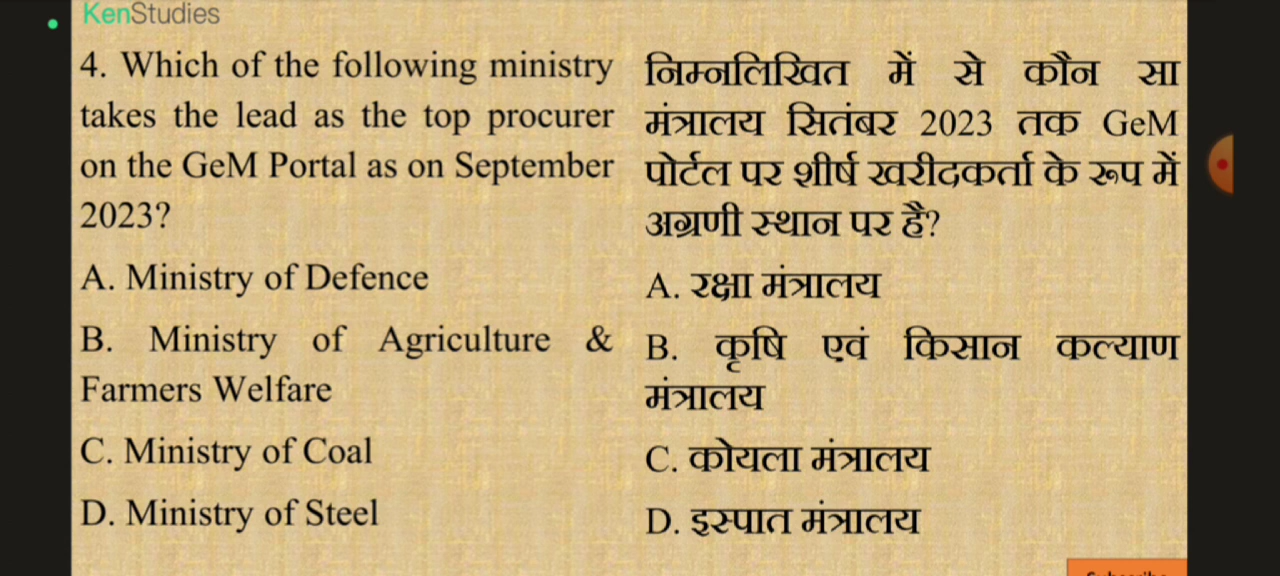 KenStudies
4. Which of the following ministry
takes the lead as the top procurer
on the GeM Portal as on September
2023?
A. Ministry of Defence
B. Ministry of Agriculture &
Farmers Welfare
C. Ministry of Coal
D. Ministry of Steel
निम्नलिखित में से कौन सा
मंत्रालय सितंबर 2023 तक GeM
पोर्टल पर शीर्ष खरीदकर्ता के रूप में
अग्रणी स्थान पर है?
A. रक्षा मंत्रालय
B. कृषि एवं किसान कल्याण
मंत्रालय
C. कोयला मंत्रालय
D. इस्पात मंत्रालय